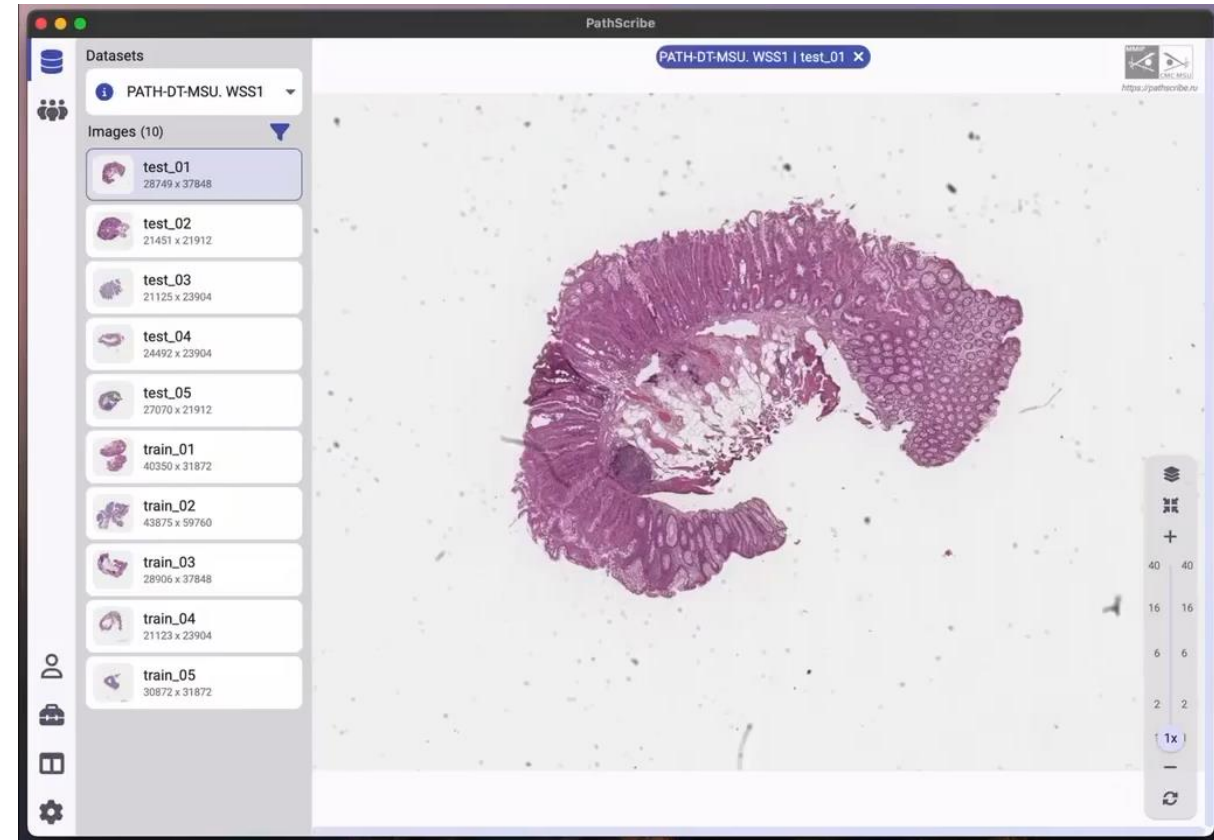 PathScribe
Datasets
PATH-DT-MSU. WSS1
Images (10)
test_01
28749 x 37848
test_02
21451 x 21912
test_03
21125 x 23904
test_04
24492 x 23904
test_05
27070 x 21912
train_01
40350 x 31872
train_02
43875 x 59760
train_03
28906 x 37848
train_04
21123 x 23904
train_05
30872 x 31872
PATH-DT-MSU. WSS1 | test_01
CMC MSU
https://pathscribe.ru
40 40
16 16
6 6
2 2
1x